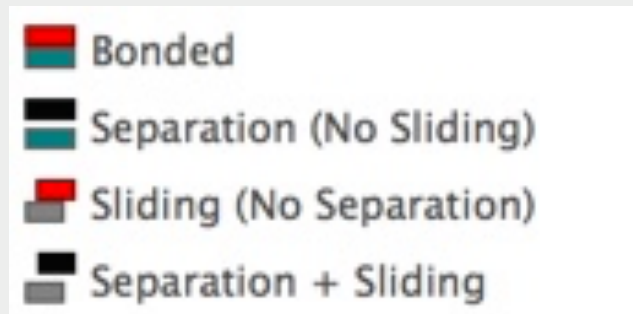 Bonded
Separation (No Sliding)
Sliding (No Separation)
Separation + Sliding